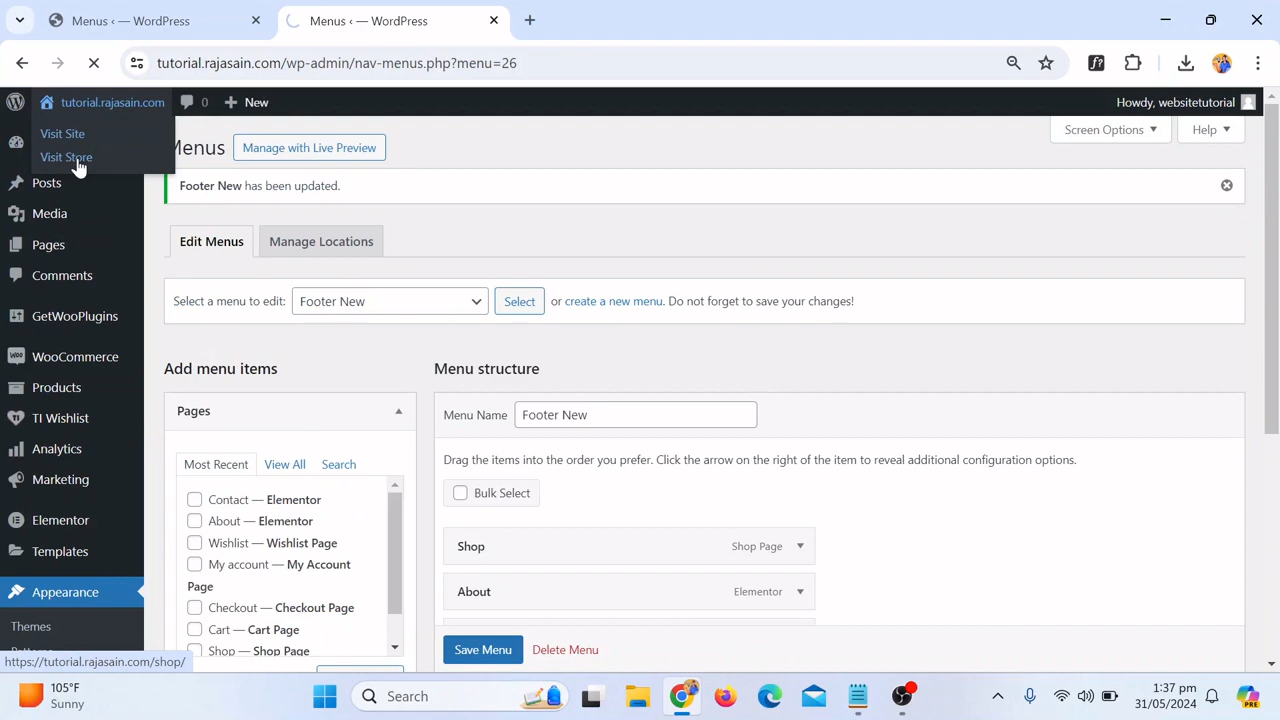 Menus ‹ — WordPress
Menus ‹ — WordPress
tutorial.rajasain.com/wp-admin/nav-menus.php?menu=26
tutorial.rajasain.com
0
New
Howdy, websitetutorial
Visit Site
Visit Store
Menus
Manage with Live Preview
Screen Options
Help
Footer New has been updated.
Posts
Media
Pages
Comments
GetWooPlugins
WooCommerce
Products
TI Wishlist
Analytics
Marketing
Elementor
Templates
Appearance
Themes
Edit Menus
Manage Locations
Select a menu to edit:
Footer New
Select
or create a new menu. Do not forget to save your changes!
Add menu items
Pages
Most Recent
View All
Search
Contact — Elementor
About — Elementor
Wishlist — Wishlist Page
My account — My Account
Page
Checkout — Checkout Page
Cart — Cart Page
Shop — Shop Page
Menu structure
Menu Name
Footer New
Drag the items into the order you prefer. Click the arrow on the right of the item to reveal additional configuration options.
Bulk Select
Shop
Shop Page
About
Elementor
Save Menu
Delete Menu
https://tutorial.rajasain.com/shop/
105°F
Sunny
Search
1:37 pm
31/05/2024
PRE